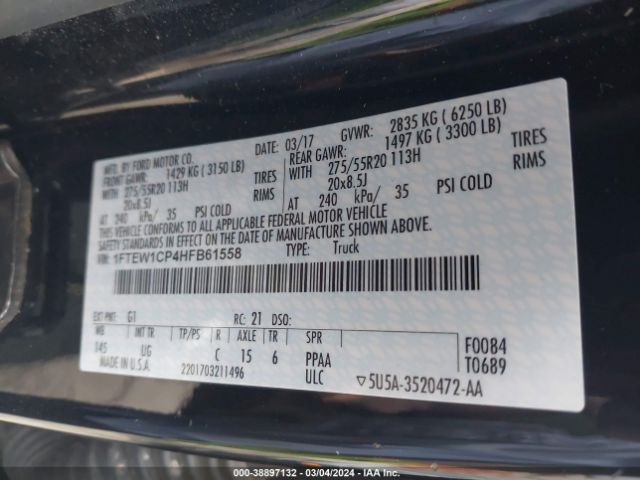 MFD. BY FORD MOTOR CO.
DATE: 03/17 GVWR: 2835 KG ( 6250 LB)
FRONT GAWR: 1429 KG ( 3150 LB)
REAR GAWR: 1497 KG ( 3300 LB)
WITH 275/55R20 113H TIRES
WITH 275/55R20 113H TIRES
20x8.5J RIMS
20x8.5J RIMS
AT 240 kPa/ 35 PSI COLD
AT 240 kPa/ 35 PSI COLD
THIS VEHICLE CONFORMS TO ALL APPLICABLE FEDERAL MOTOR VEHICLE
SAFETY STANDARDS IN EFFECT ON THE DATE OF MANUFACTURE SHOWN ABOVE.
VIN: 1FTEW1CP4HFB61558
TYPE: Truck
EXT PNT: G1 RC: 21 DSO:
WB INT TR TP/PS R AXLE TR SPR
145 UG C 15 6 PPAA
F0084
T0689
MADE IN U.S.A.
2201703211496
ULC
▽5U5A-3520472-AA
000-38897132 - 03/04/2024 - IAA Inc.